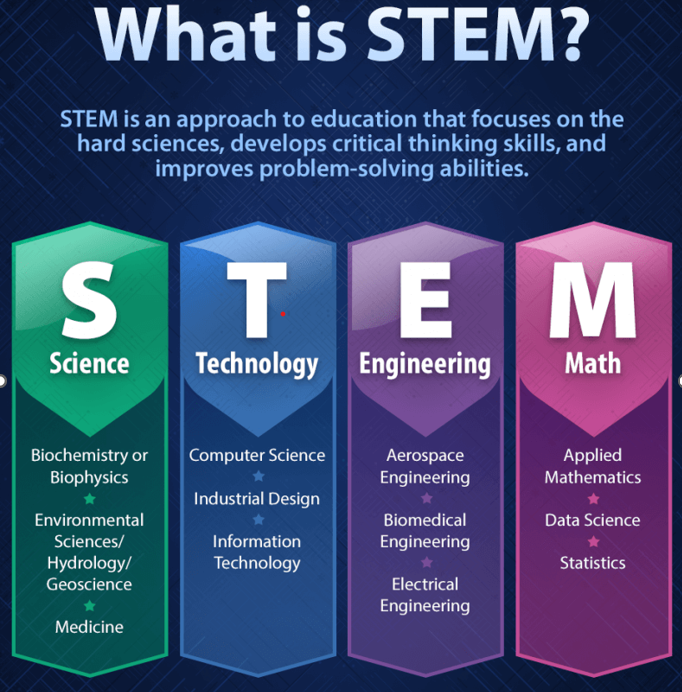 What is STEM?
STEM is an approach to education that focuses on the
hard sciences, develops critical thinking skills, and
improves problem-solving abilities.
S
Science
Biochemistry or
Biophysics
Environmental
Sciences/
Hydrology/
Geoscience
Medicine
T
Technology
Computer Science
Industrial Design
Information
Technology
E
Engineering
Aerospace
Engineering
Biomedical
Engineering
Electrical
Engineering
M
Math
Applied
Mathematics
Data Science
Statistics